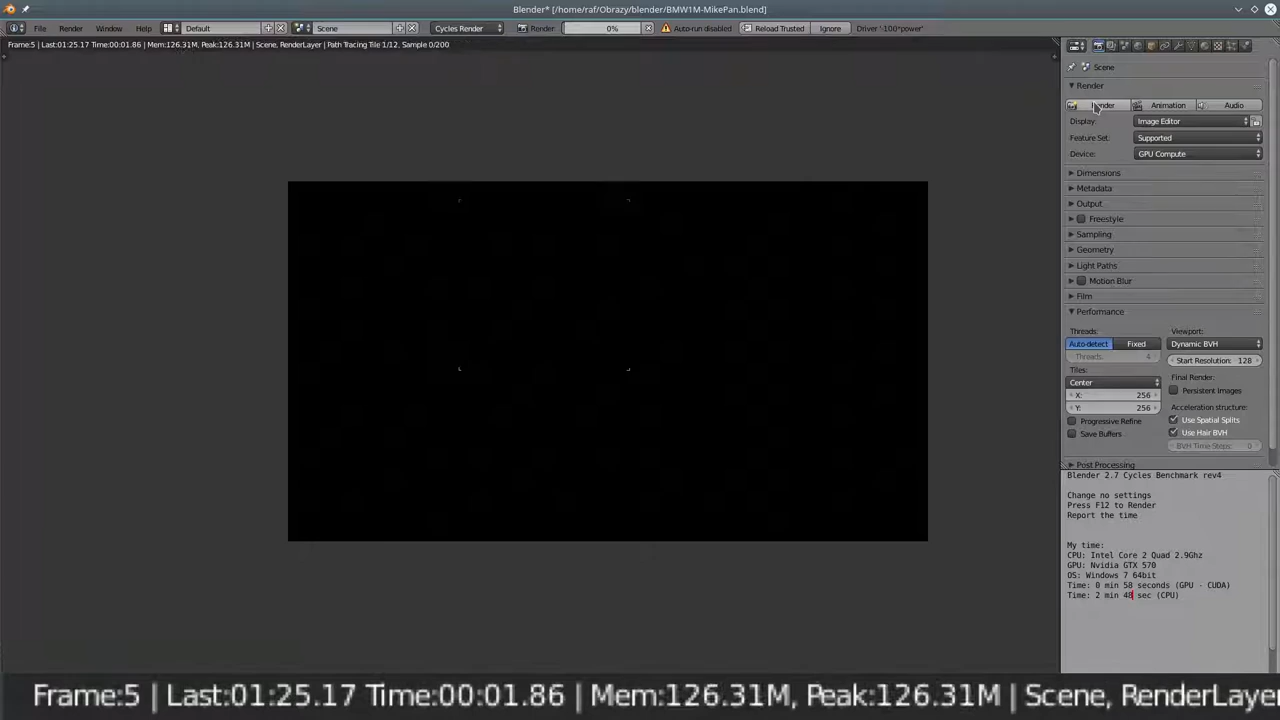 Blender* [/home/raf/Obrazy/blender/BMW1M-MikePan.blend]
File Render Window Help Default Scene Cycles Render Render: 0% Auto-run disabled Reload Trusted Ignore Driver '-100*power'
Frame:5 | Last:01:25.17 Time:00:01.86 | Mem:126.31M, Peak:126.31M | Scene, RenderLayer | Path Tracing Tile 1/12, Sample 0/200
Scene
Render
Render Animation Audio
Display: Image Editor
Feature Set: Supported
Device: GPU Compute
Dimensions
Metadata
Output
Freestyle
Sampling
Geometry
Light Paths
Motion Blur
Film
Performance
Threads: Viewport:
Auto-detect Fixed Dynamic BVH
Threads: 4 Start Resolution: 128
Tiles: Final Render:
Center Persistent Images
X: 256 Acceleration structure:
Y: 256 Use Spatial Splits
Progressive Refine Use Hair BVH
Save Buffers BVH Time Steps: 0
Post Processing
Blender 2.7 Cycles Benchmark rev4
Change no settings
Press F12 to Render
Report the time
My time:
CPU: Intel Core 2 Quad 2.9Ghz
GPU: Nvidia GTX 570
OS: Windows 7 64bit
Time: 0 min 58 seconds (GPU - CUDA)
Time: 2 min 48 sec (CPU)
Frame:5 | Last:01:25.17 Time:00:01.86 | Mem:126.31M, Peak:126.31M | Scene, RenderLayer